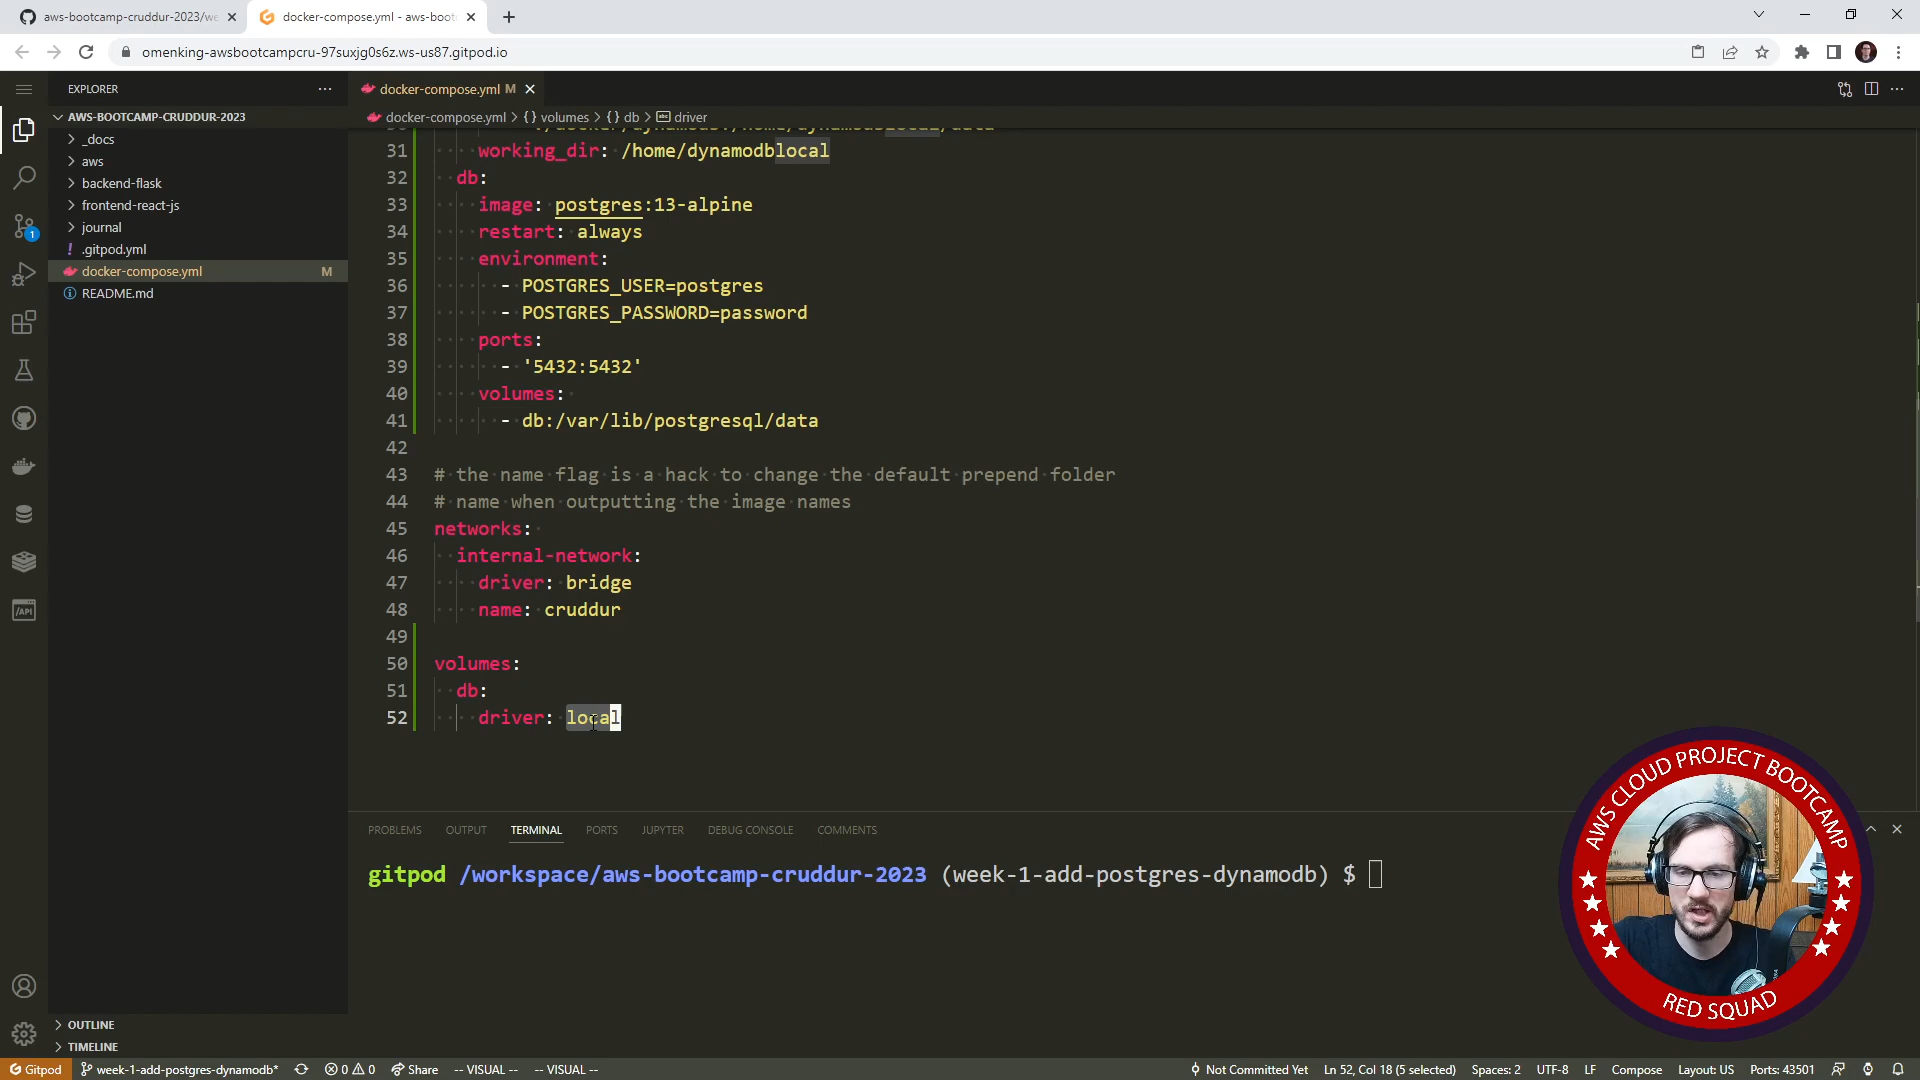 aws-bootcamp-cruddur-2023/we
docker-compose.yml - aws-boot
omenking-awsbootcampcru-97suxjg0s6z.ws-us87.gitpod.io
EXPLORER
docker-compose.yml M
AWS-BOOTCAMP-CRUDDUR-2023
docker-compose.yml > { } volumes > { } db > driver
_docs
aws
backend-flask
frontend-react-js
journal
.gitpod.yml
docker-compose.yml M
README.md
31 working_dir: /home/dynamodblocal
32 db:
33 image: postgres:13-alpine
34 restart: always
35 environment:
36 - POSTGRES_USER=postgres
37 - POSTGRES_PASSWORD=password
38 ports:
39 - '5432:5432'
40 volumes:
41 - db:/var/lib/postgresql/data
42
43 # the name flag is a hack to change the default prepend folder
44 # name when outputting the image names
45 networks:
46 internal-network:
47 driver: bridge
48 name: cruddur
49
50 volumes:
51 db:
52 driver: local
PROBLEMS OUTPUT TERMINAL PORTS JUPYTER DEBUG CONSOLE COMMENTS
gitpod /workspace/aws-bootcamp-cruddur-2023 (week-1-add-postgres-dynamodb) $
AWS CLOUD PROJECT BOOTCAMP
RED SQUAD
OUTLINE
TIMELINE
Gitpod week-1-add-postgres-dynamodb* 0 0 Share -- VISUAL -- -- VISUAL -- Not Committed Yet Ln 52, Col 18 (5 selected) Spaces: 2 UTF-8 LF Compose Layout: US Ports: 43501